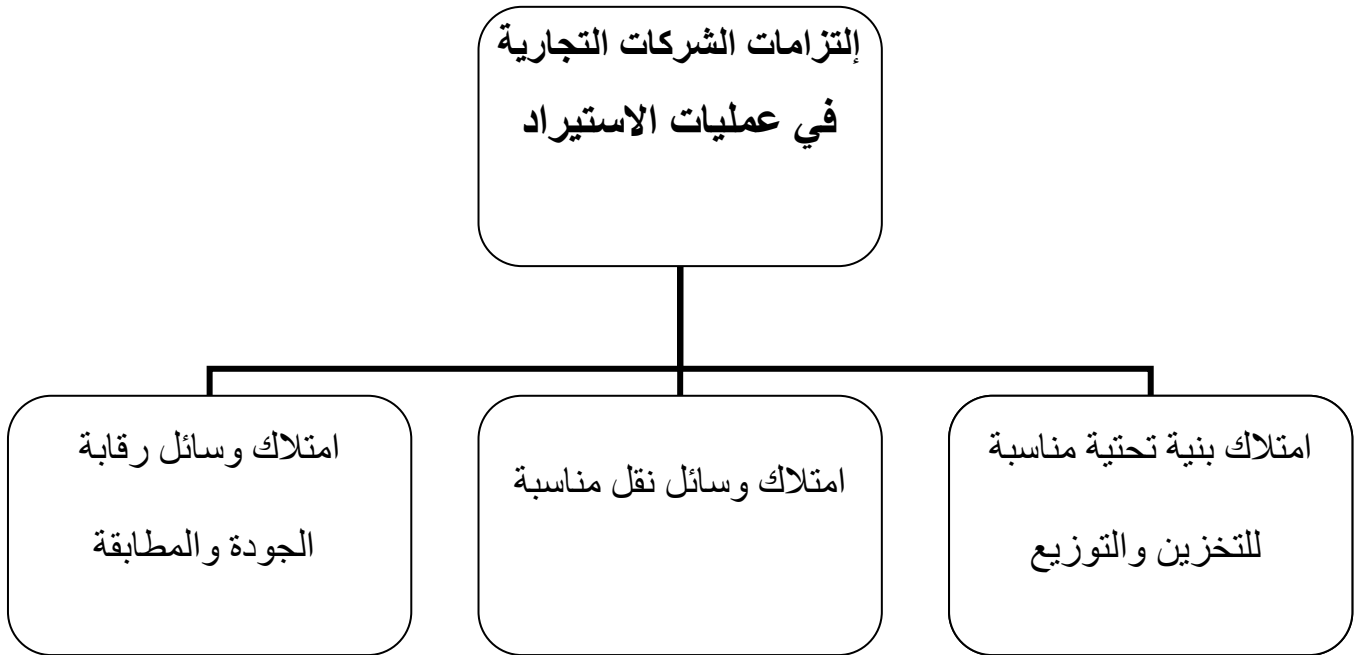 إلتزامات الشركات التجارية
في عمليات الاستيراد
امتلاك بنية تحتية مناسبة
للتخزين والتوزيع
امتلاك وسائل نقل مناسبة
امتلاك وسائل رقابة
الجودة والمطابقة